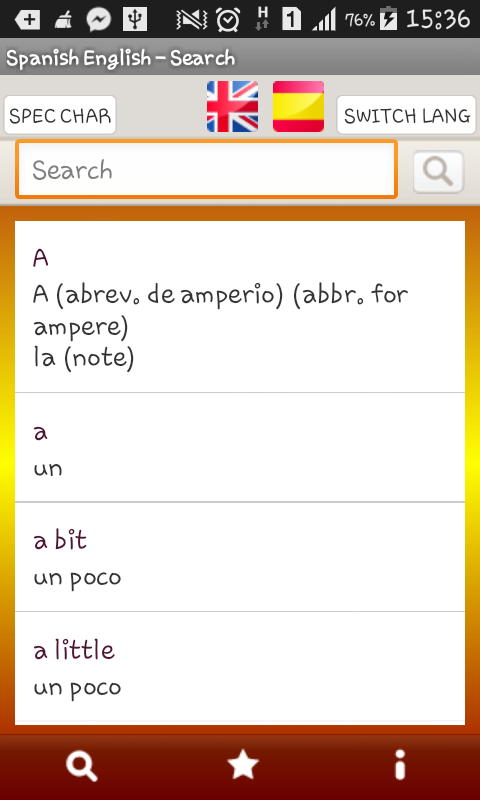 H 1 76% 15:36
Spanish English - Search
SPEC CHAR SWITCH LANG
Search
A
A (abrev. de amperio) (abbr. for
ampere)
la (note)
a
un
a bit
un poco
a little
un poco